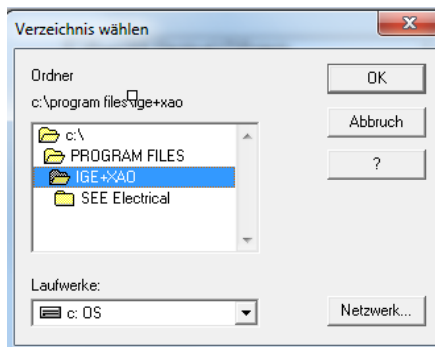 Verzeichnis wählen
Ordner
c:\program files\ige+xao
c:\
PROGRAM FILES
IGE+XAO
SEE Electrical
Laufwerke:
c: OS
OK
Abbruch
?
Netzwerk...